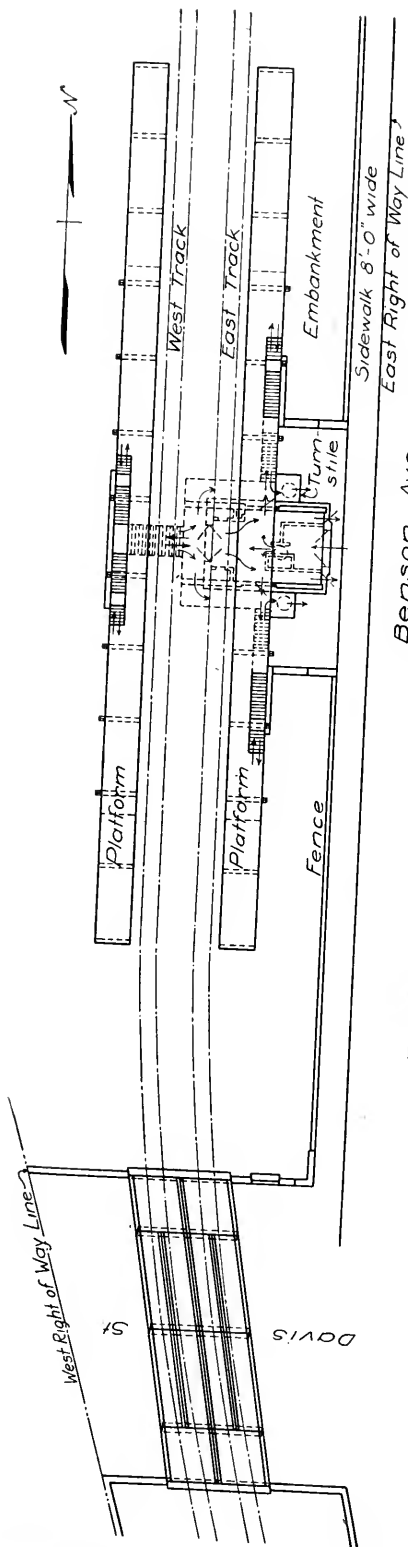 N
West Track
East Track
Embankment
Sidewalk 8'-0" wide
East Right of Way Line
Turn-
stile
Benson Ave
Platform
Platform
Fence
West Right of Way Line
Davis
St